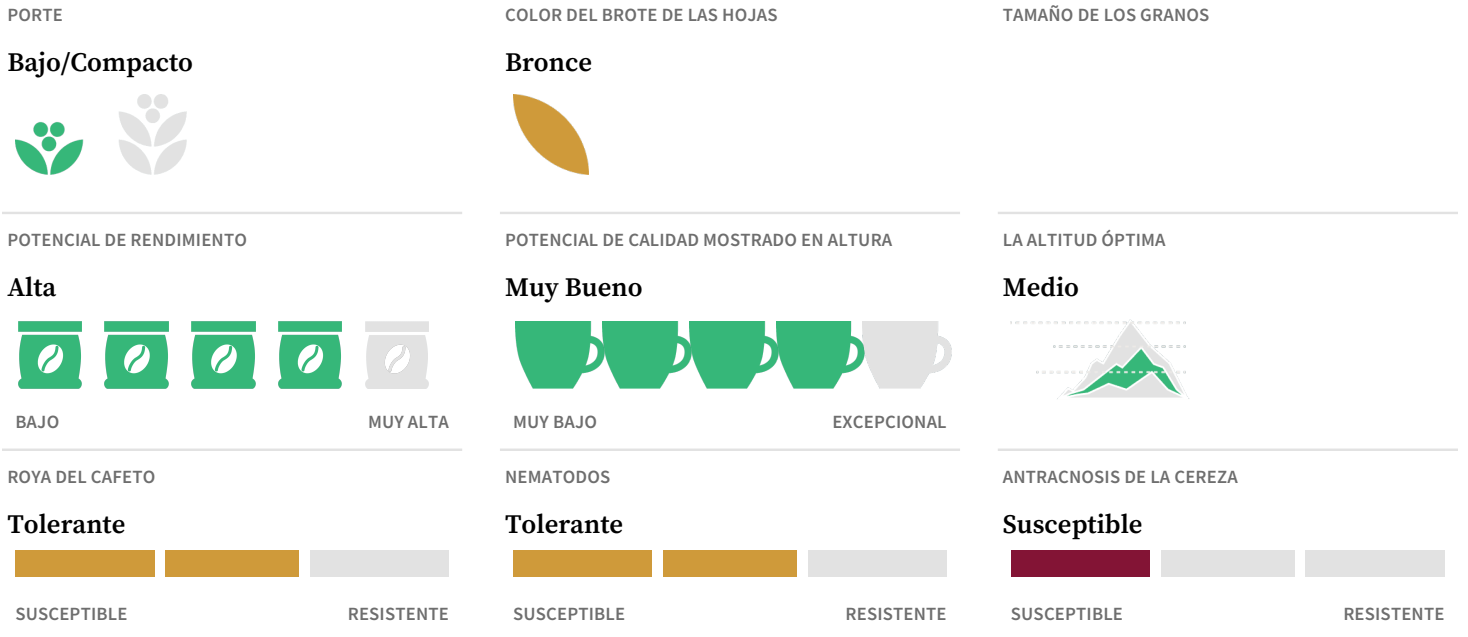 PORTE
Bajo/Compacto
COLOR DEL BROTE DE LAS HOJAS
Bronce
TAMAÑO DE LOS GRANOS
POTENCIAL DE RENDIMIENTO
Alta
BAJO
MUY ALTA
POTENCIAL DE CALIDAD MOSTRADO EN ALTURA
Muy Bueno
MUY BAJO
EXCEPCIONAL
LA ALTITUD ÓPTIMA
Medio
ROYA DEL CAFETO
Tolerante
SUSCEPTIBLE
RESISTENTE
NEMATODOS
Tolerante
SUSCEPTIBLE
RESISTENTE
ANTRACNOSIS DE LA CEREZA
Susceptible
SUSCEPTIBLE
RESISTENTE